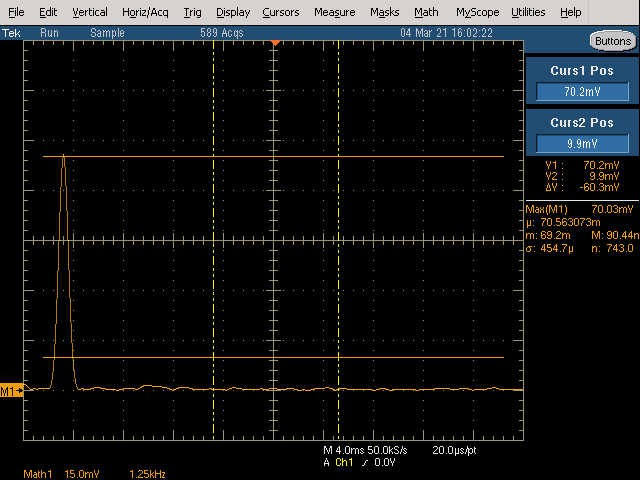 File Edit Vertical Horiz/Acq Trig Display Cursors Measure Masks Math MyScope Utilities Help
Tek Run Sample 589 Acqs 04 Mar 21 16:02:22
Buttons
Curs1 Pos
70.2mV
Curs2 Pos
9.9mV
V1 : 70.2mV
V2 : 9.9mV
ΔV : -60.3mV
Max(M1) 70.03mV
µ: 70.563073m
m: 69.2m M: 90.44m
σ: 454.7µ n: 743.0
M1
M 4.0ms 50.0kS/s 20.0µs/pt
A Ch1 ∕ 0.0V
Math1 15.0mV 1.25kHz